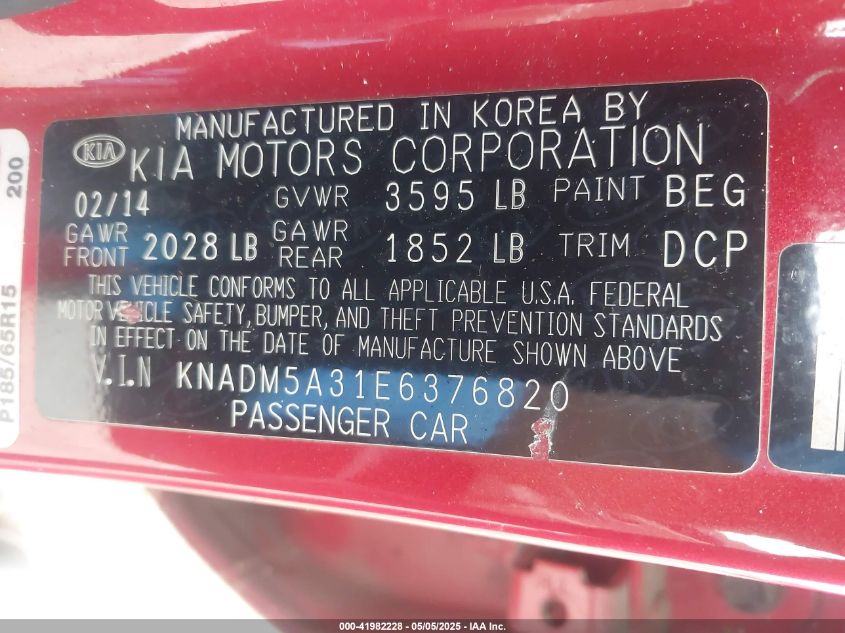 MANUFACTURED IN KOREA BY
KIA KIA MOTORS CORPORATION
02/14 GVWR 3595 LB PAINT BEG
GAWR FRONT 2028 LB GAWR REAR 1852 LB TRIM DCP
THIS VEHICLE CONFORMS TO ALL APPLICABLE U.S.A. FEDERAL
MOTOR VEHICLE SAFETY, BUMPER, AND THEFT PREVENTION STANDARDS
IN EFFECT ON THE DATE OF MANUFACTURE SHOWN ABOVE
V.I.N KNADM5A31E6376820
PASSENGER CAR
200
P185/65R15
000-41982228 - 05/05/2025 - IAA Inc.